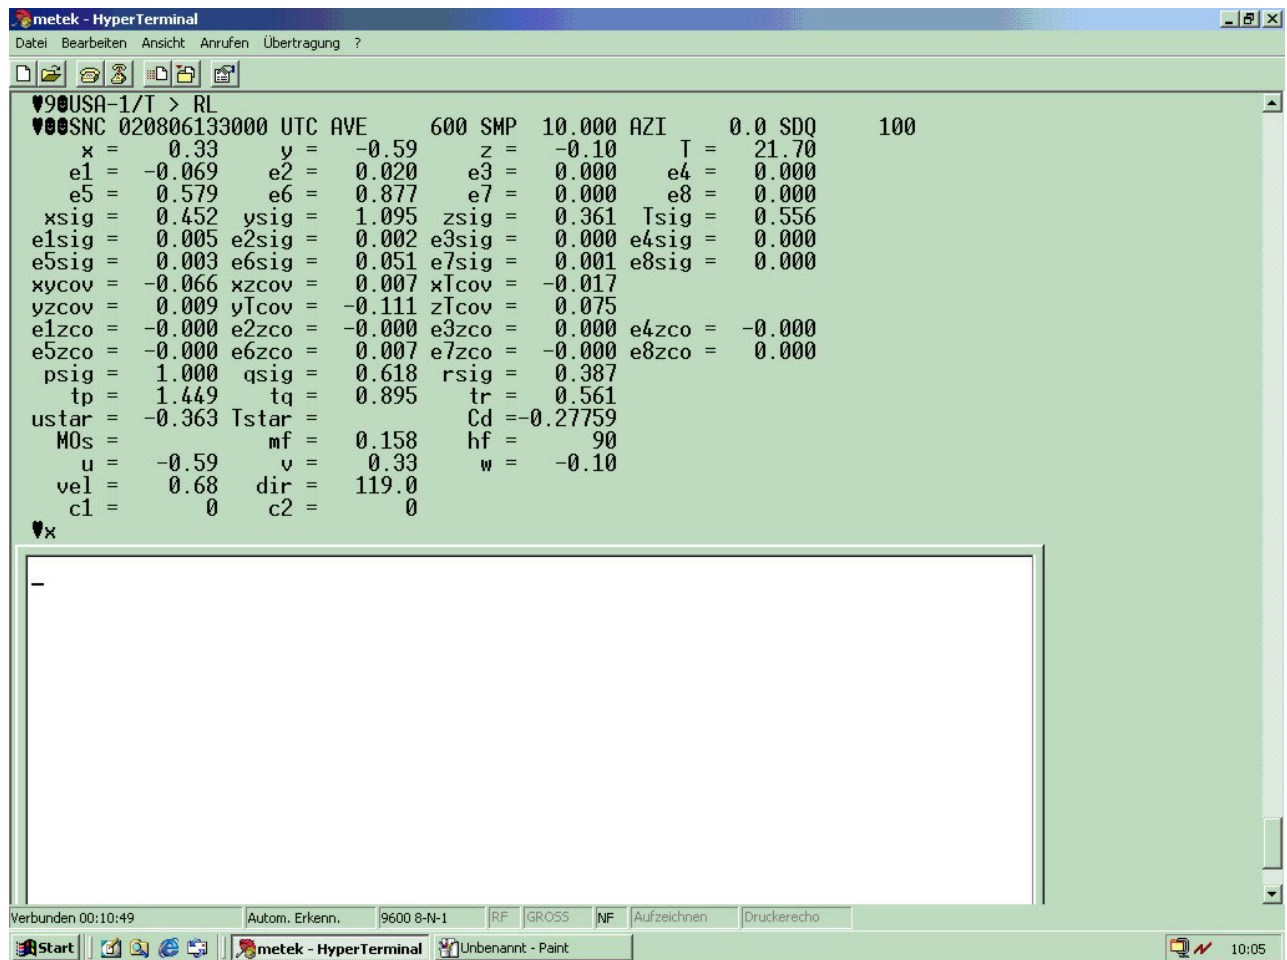 metek - HyperTerminal
Datei Bearbeiten Ansicht Anrufen Übertragung ?
♥90USA-1/T > RL
♥00SNC 020806133000 UTC AVE 600 SMP 10.000 AZI 0.0 SDQ 100
x = 0.33 y = -0.59 z = -0.10 T = 21.70
e1 = -0.069 e2 = 0.020 e3 = 0.000 e4 = 0.000
e5 = 0.579 e6 = 0.877 e7 = 0.000 e8 = 0.000
xsig = 0.452 ysig = 1.095 zsig = 0.361 Tsig = 0.556
e1sig = 0.005 e2sig = 0.002 e3sig = 0.000 e4sig = 0.000
e5sig = 0.003 e6sig = 0.051 e7sig = 0.001 e8sig = 0.000
xycov = -0.066 xzcov = 0.007 xTcov = -0.017
yzcov = 0.009 yTcov = -0.111 zTcov = 0.075
e1zco = -0.000 e2zco = -0.000 e3zco = 0.000 e4zco = -0.000
e5zco = -0.000 e6zco = 0.007 e7zco = -0.000 e8zco = 0.000
psig = 1.000 qsig = 0.618 rsig = 0.387
tp = 1.449 tq = 0.895 tr = 0.561
ustar = -0.363 Tstar = Cd =-0.27759
MOs = mf = 0.158 hf = 90
u = -0.59 v = 0.33 w = -0.10
vel = 0.68 dir = 119.0
c1 = 0 c2 = 0
♥x
_
Verbunden 00:10:49 Autom. Erkenn. 9600 8-N-1 RF GROSS NF Aufzeichnen Druckerecho
Start metek - HyperTerminal Unbenannt - Paint 10:05